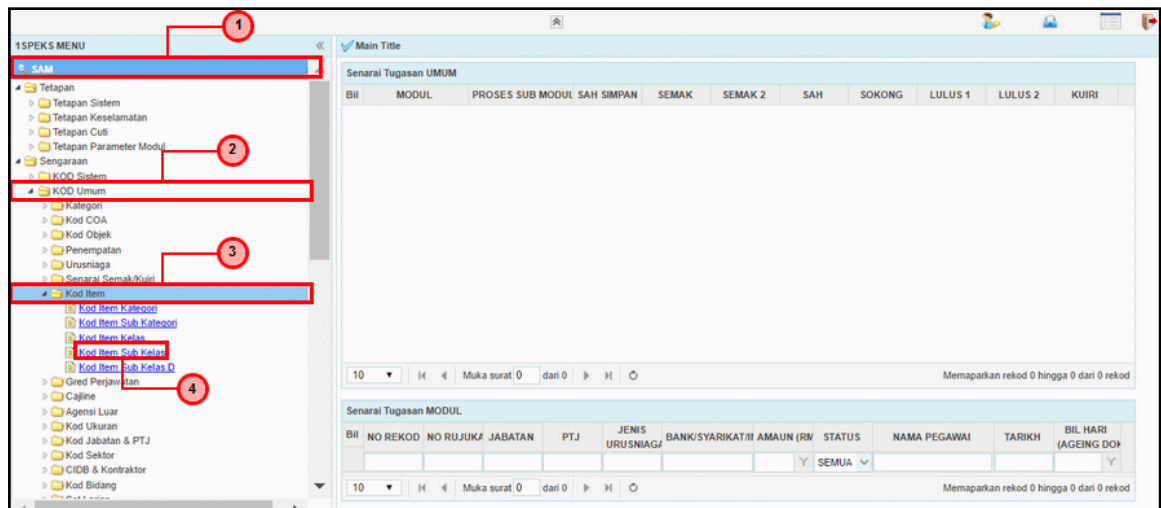 1
1SPEKS MENU
Main Title
SAM
Senarai Tugasan UMUM
Bil MODUL PROSES SUB MODUL SAH SIMPAN SEMAK SEMAK 2 SAH SOKONG LULUS 1 LULUS 2 KUIRI
Tetapan
Tetapan Sistem
Tetapan Keselamatan
Tetapan Cuti
Tetapan Parameter Modul
2
Sengaraan
KOD Sistem
KOD Umum
Kategori
Kod COA
Kod Objek
Penempatan
3
Urusniaga
Senarai Semak/Kuiri
Kod Item
Kod Item Kategori
Kod Item Sub Kategori
Kod Item Kelas
Kod Item Sub Kelas
Kod Item Sub Kelas D
4
Gred Perjawatan
Cajline
Agensi Luar
Kod Ukuran
Kod Jabatan & PTJ
Kod Sektor
CIDB & Kontraktor
Kod Bidang
10 Muka surat 0 dari 0 Memaparkan rekod 0 hingga 0 dari 0 rekod
Senarai Tugasan MODUL
Bil NO REKOD NO RUJUKA JABATAN PTJ JENIS URUSNIAGA BANK/SYARIKAT/II AMAUN (RM STATUS NAMA PEGAWAI TARIKH BIL HARI (AGEING DOK
SEMUA
10 Muka surat 0 dari 0 Memaparkan rekod 0 hingga 0 dari 0 rekod